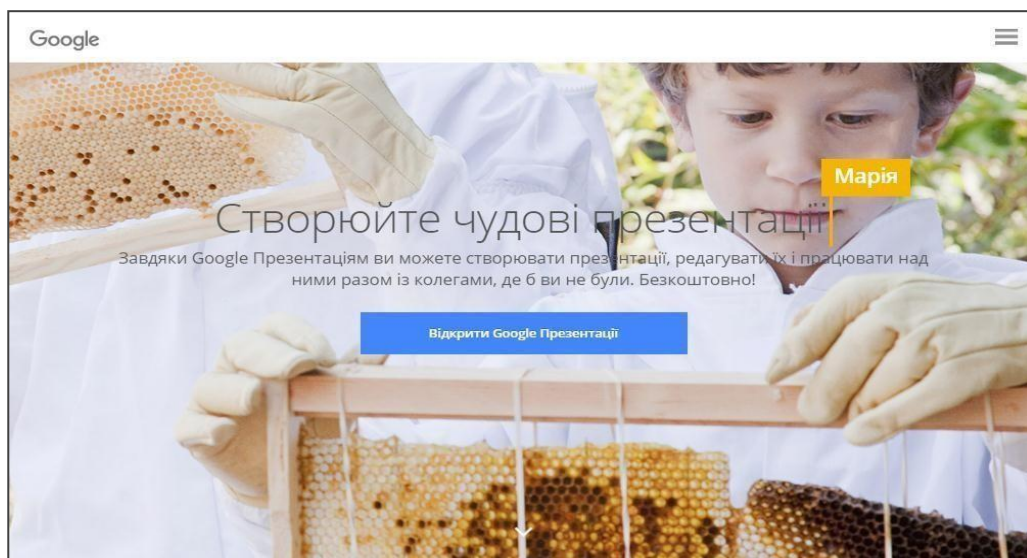 Google
Марія
Створюйте чудові презентації
Завдяки Google Презентаціям ви можете створювати презентації, редагувати їх і працювати над
ними разом із колегами, де б ви не були. Безкоштовно!
Відкрити Google Презентації